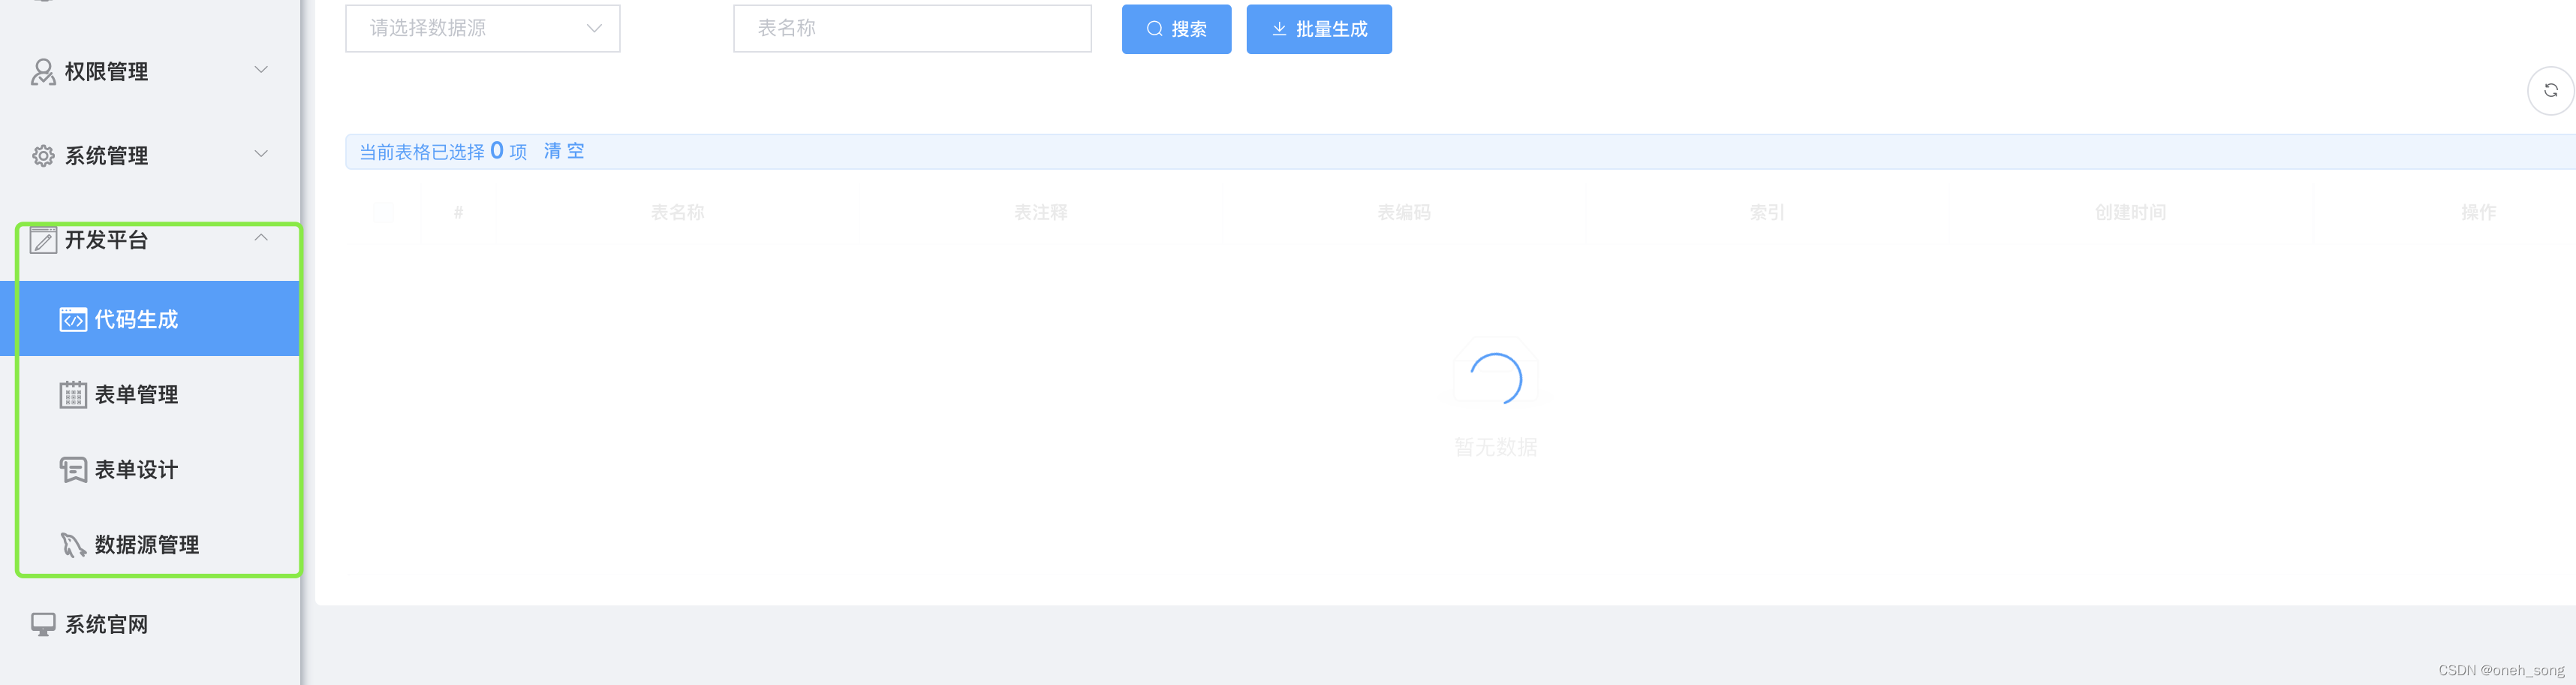 请选择数据源
表名称
搜索
批量生成
权限管理
系统管理
当前表格已选择 0 项 清 空
# 表名称 表注释 表编码 索引 创建时间 操作
开发平台
代码生成
表单管理
暂无数据
表单设计
数据源管理
系统官网
CSDN @oneh_song